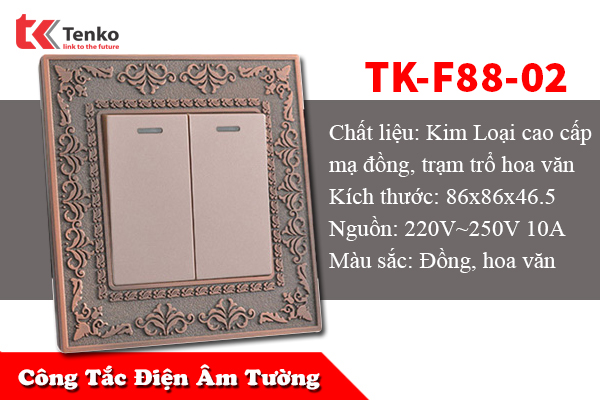 Tenko
link to the future
TK-F88-02
Chất liệu: Kim Loại cao cấp
mạ đồng, trạm trổ hoa văn
Kích thước: 86x86x46.5
Nguồn: 220V~250V 10A
Màu sắc: Đồng, hoa văn
Công Tắc Điện Âm Tường